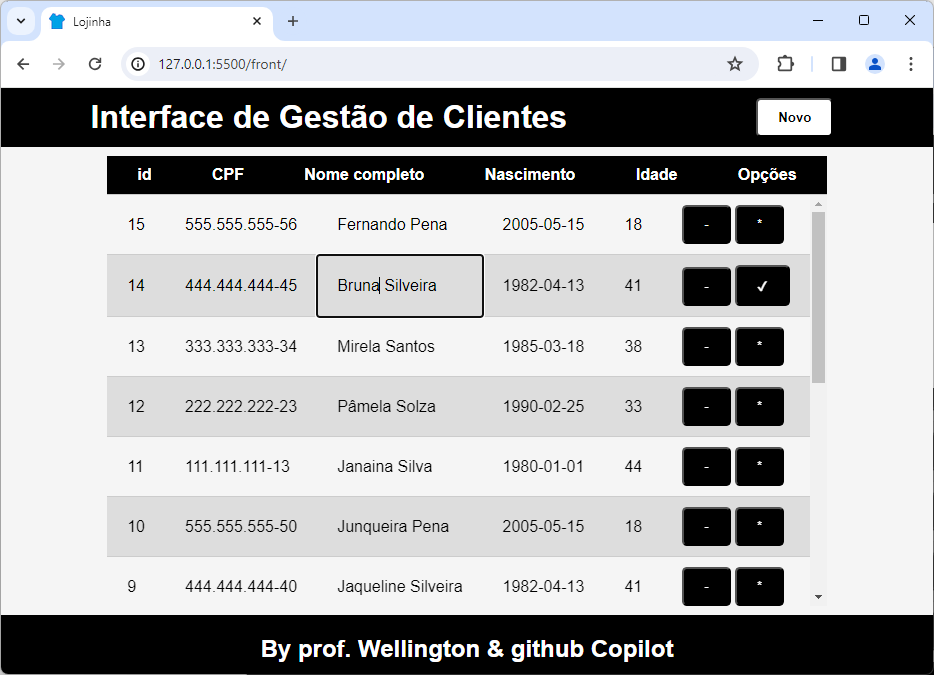 Lojinha
127.0.0.1:5500/front/
Interface de Gestão de Clientes Novo
id CPF Nome completo Nascimento Idade Opções
15 555.555.555-56 Fernando Pena 2005-05-15 18 - *
14 444.444.444-45 Bruna Silveira 1982-04-13 41 - ✓
13 333.333.333-34 Mirela Santos 1985-03-18 38 - *
12 222.222.222-23 Pâmela Solza 1990-02-25 33 - *
11 111.111.111-13 Janaina Silva 1980-01-01 44 - *
10 555.555.555-50 Junqueira Pena 2005-05-15 18 - *
9 444.444.444-40 Jaqueline Silveira 1982-04-13 41 - *
By prof. Wellington & github Copilot